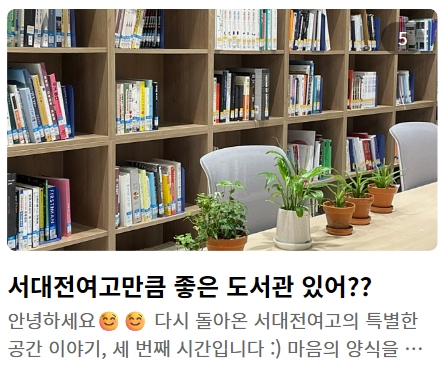 5
서대전여고만큼 좋은 도서관 있어??
안녕하세요😊 😊 다시 돌아온 서대전여고의 특별한
공간 이야기, 세 번째 시간입니다 :) 마음의 양식을 …